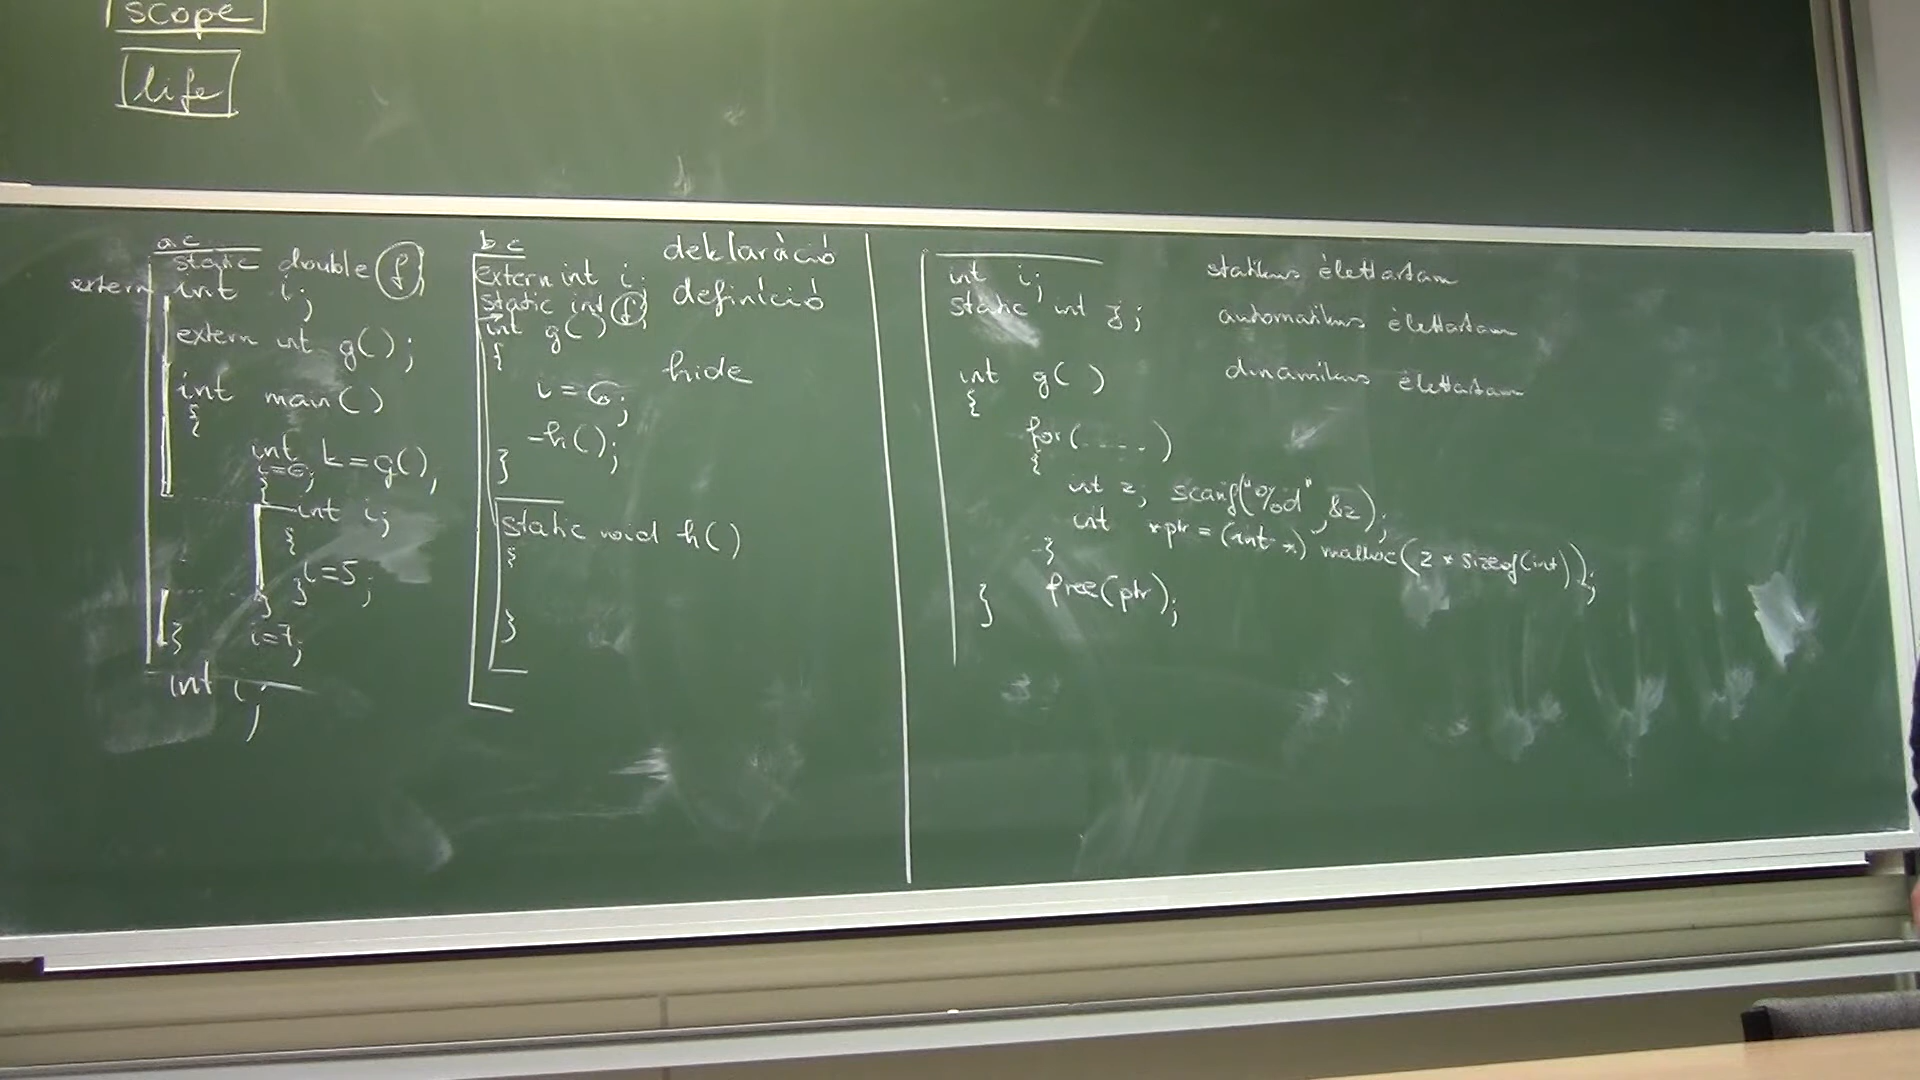 scope
life
a c
static double f;
extern int i;
extern int g();
int main()
{
int k=g();
i=6;
{
int i;
{
i=5;
}
}
i=7;
}
int i;
b c
extern int i;
static int f;
int g()
{
i=6;
h();
}
static void h()
{
}
deklaráció
definíció
hide
int i;
static int j;
int g()
{
for(.....)
{
int z; scanf("%d", &z);
int *ptr = (int *) malloc(z * sizeof(int));
}
free(ptr);
}
statikus élettartam
automatikus élettartam
dinamikus élettartam